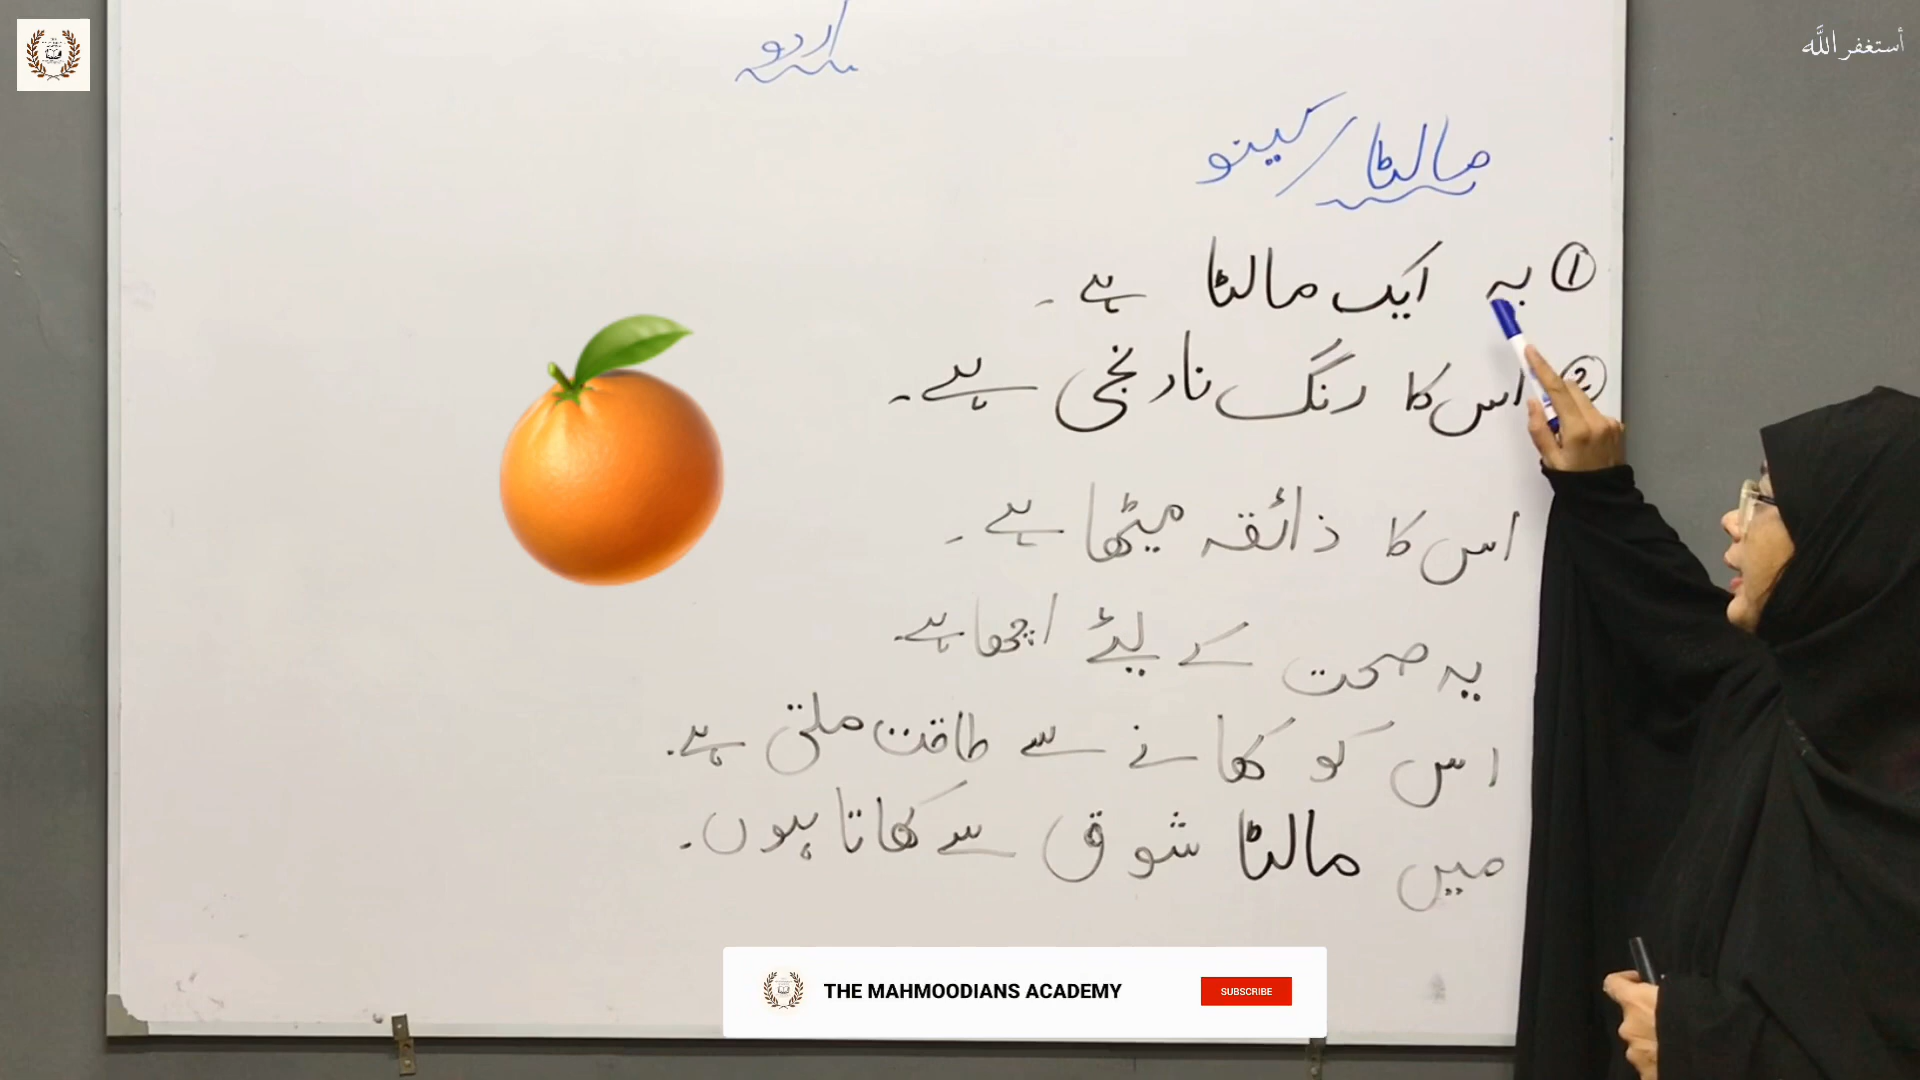 أستغفر الله
اردو
مالٹا / کینو
① یہ ایک مالٹا ہے۔
② اس کا رنگ نارنجی ہے۔
اس کا ذائقہ میٹھا ہے۔
یہ صحت کے لیئے اچھا ہے۔
اس کو کھانے سے طاقت ملتی ہے۔
میں مالٹا شوق سے کھاتا ہوں۔
THE MAHMOODIANS ACADEMY
SUBSCRIBE